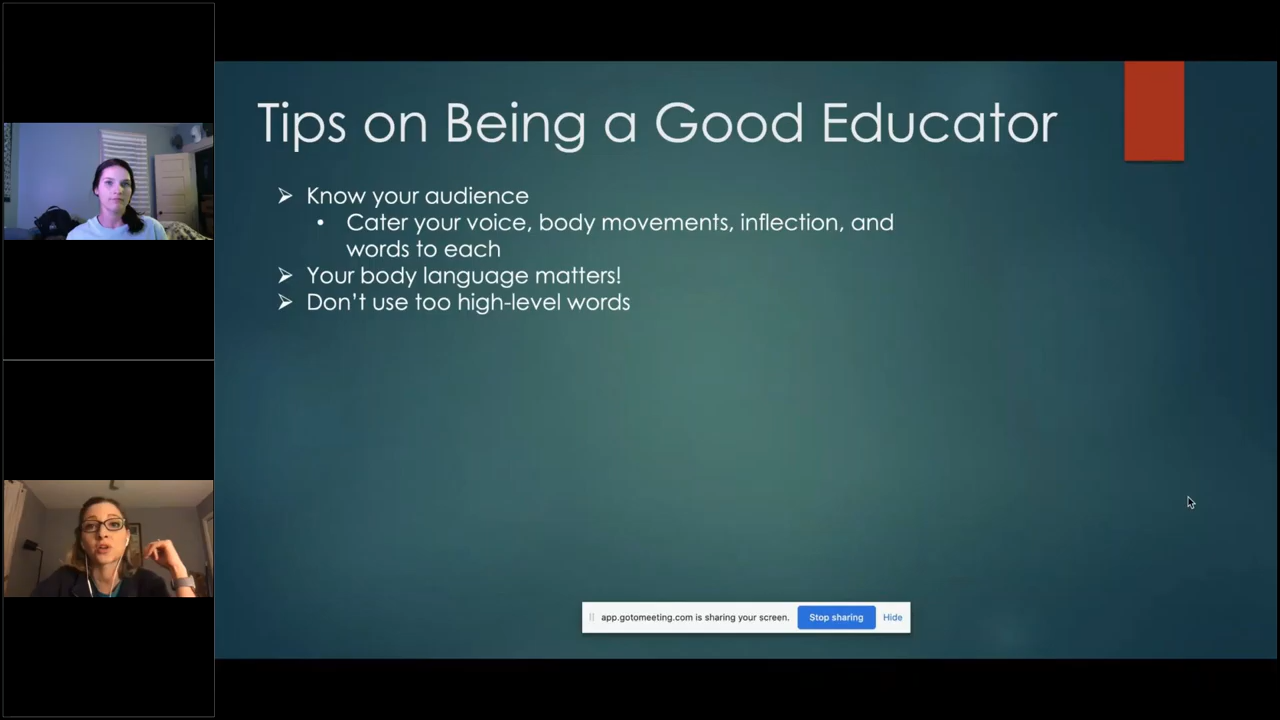 Tips on Being a Good Educator
➢ Know your audience
• Cater your voice, body movements, inflection, and
words to each
➢ Your body language matters!
➢ Don't use too high-level words
app.gotomeeting.com is sharing your screen. Stop sharing Hide